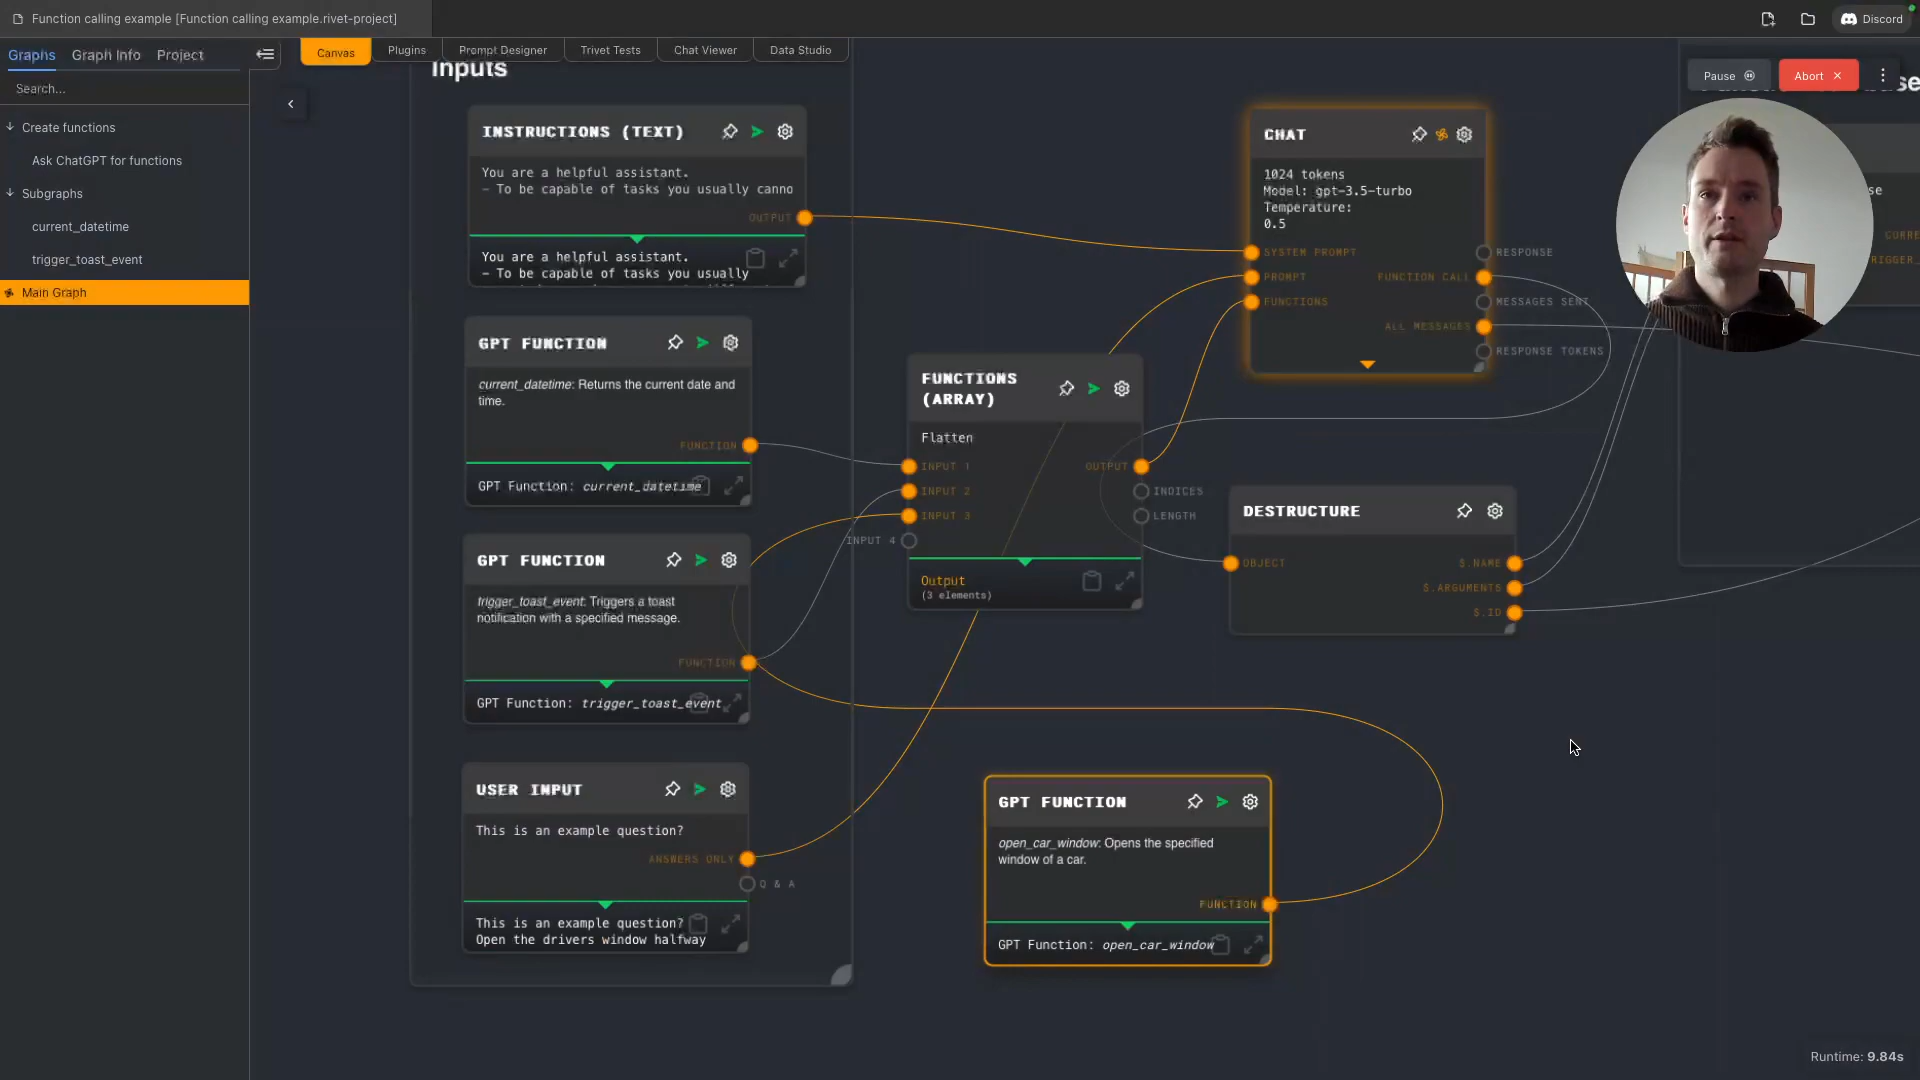 Function calling example [Function calling example.rivet-project]
Discord
Graphs
Graph Info
Project
Canvas
Plugins
Prompt Designer
Trivet Tests
Chat Viewer
Data Studio
Search...
Pause
Abort
Create functions
Ask ChatGPT for functions
Subgraphs
current_datetime
trigger_toast_event
Main Graph
Inputs
INSTRUCTIONS (TEXT)
You are a helpful assistant.
- To be capable of tasks you usually canno
OUTPUT
You are a helpful assistant.
- To be capable of tasks you usually
GPT FUNCTION
current_datetime: Returns the current date and
time.
FUNCTION
GPT Function: current_datetime
GPT FUNCTION
trigger_toast_event: Triggers a toast
notification with a specified message.
FUNCTION
GPT Function: trigger_toast_event
USER INPUT
This is an example question?
ANSWERS ONLY
Q & A
This is an example question?
Open the drivers window halfway
FUNCTIONS
(ARRAY)
Flatten
INPUT 1
INPUT 2
INPUT 3
INPUT 4
OUTPUT
INDICES
LENGTH
Output
(3 elements)
CHAT
1024 tokens
Model: gpt-3.5-turbo
Temperature:
0.5
SYSTEM PROMPT
PROMPT
FUNCTIONS
RESPONSE
FUNCTION CALL
MESSAGES SENT
ALL MESSAGES
RESPONSE TOKENS
DESTRUCTURE
OBJECT
$.NAME
$.ARGUMENTS
$.ID
GPT FUNCTION
open_car_window: Opens the specified
window of a car.
FUNCTION
GPT Function: open_car_window
Runtime: 9.84s